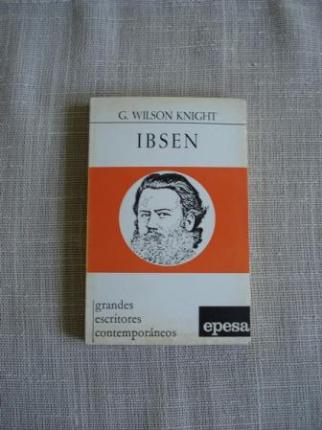 G. WILSON KNIGHT
IBSEN
grandes
escritores
contemporáneos
epesa